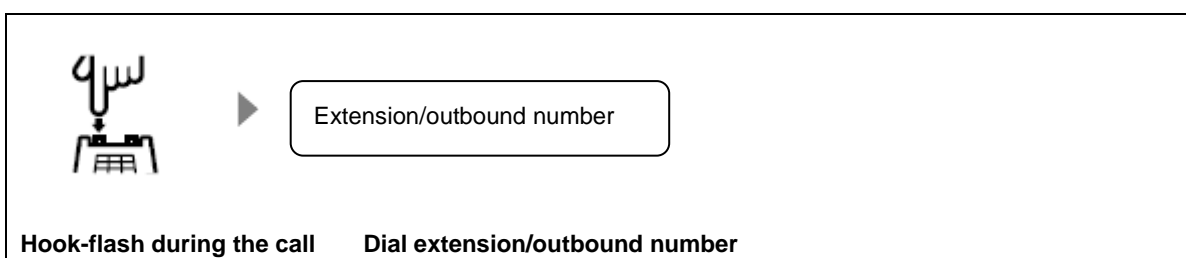 Extension/outbound number
Hook-flash during the call Dial extension/outbound number